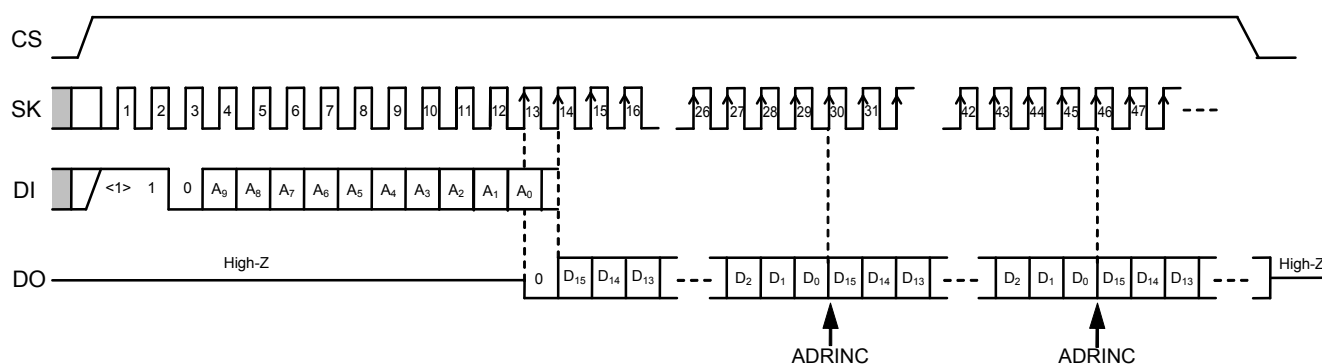 CS
SK 1 2 3 4 5 6 7 8 9 10 11 12 13 14 15 16 26 27 28 29 30 31 42 43 44 45 46 47
DI <1> 1 0 A9 A8 A7 A6 A5 A4 A3 A2 A1 A0
High-Z High-Z
DO 0 D15 D14 D13 D2 D1 D0 D15 D14 D13 D2 D1 D0 D15 D14 D13
ADRINC ADRINC